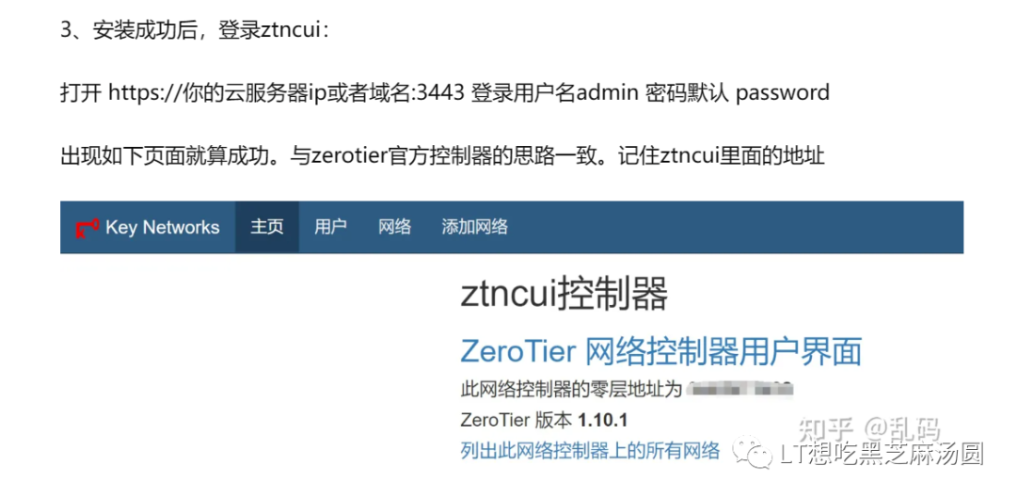 3、安装成功后，登录ztncui：
打开 https://你的云服务器ip或者域名:3443 登录用户名admin 密码默认 password
出现如下页面就算成功。与zerotier官方控制器的思路一致。记住ztncui里面的地址
Key Networks 主页 用户 网络 添加网络
ztncui控制器
ZeroTier 网络控制器用户界面
此网络控制器的零层地址为
ZeroTier 版本 1.10.1
列出此网络控制器上的所有网络
知乎 @乱码
LT想吃黑芝麻汤圆